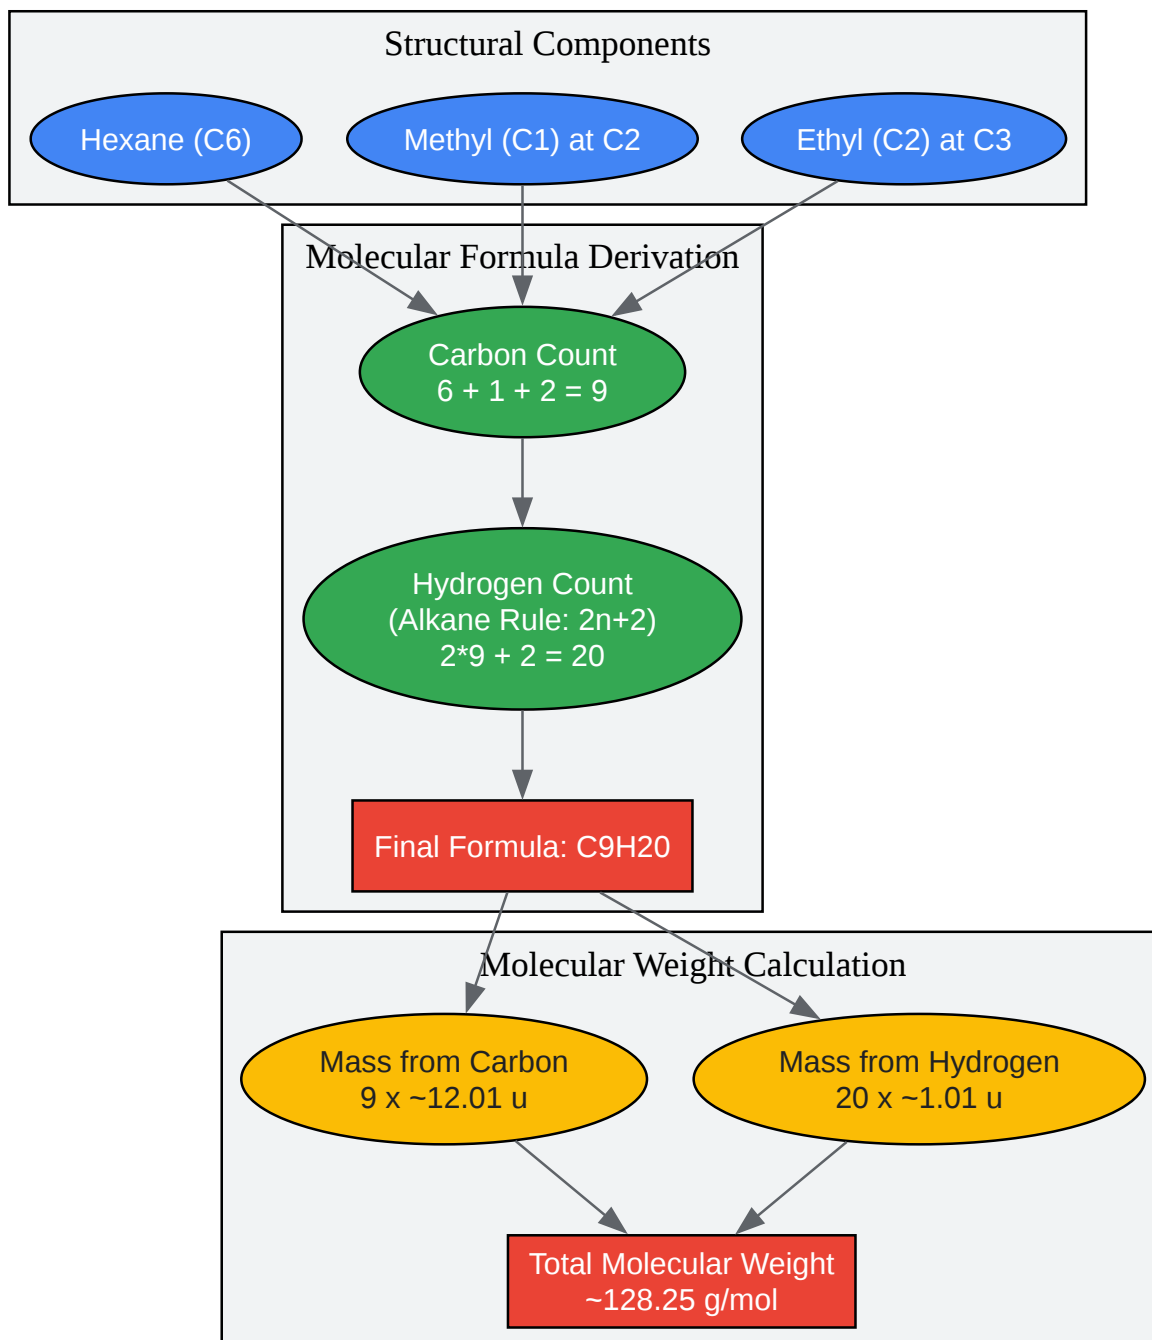 Structural Components
Hexane (C6)
Methyl (C1) at C2
Ethyl (C2) at C3
Molecular Formula Derivation
Carbon Count
6 + 1 + 2 = 9
Hydrogen Count
(Alkane Rule: 2n+2)
2*9 + 2 = 20
Final Formula: C9H20
Molecular Weight Calculation
Mass from Carbon
9 x ~12.01 u
Mass from Hydrogen
20 x ~1.01 u
Total Molecular Weight
~128.25 g/mol